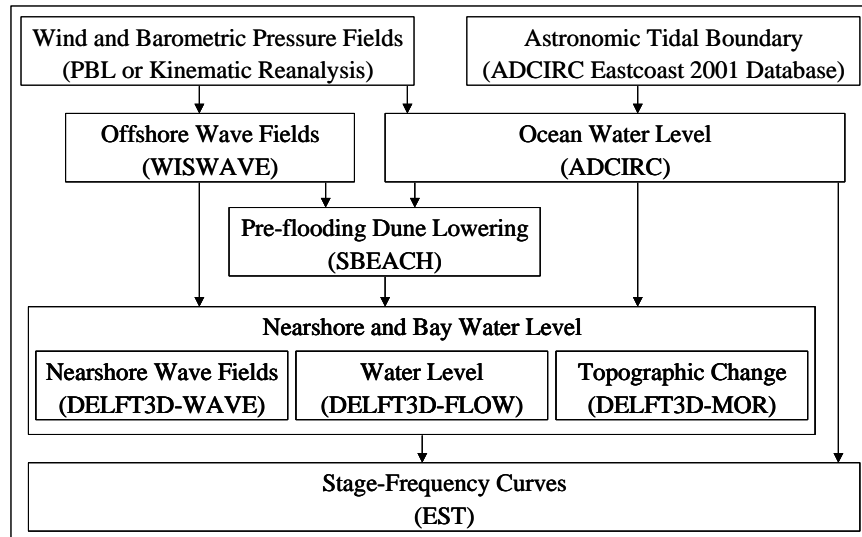 Wind and Barometric Pressure Fields
(PBL or Kinematic Reanalysis)
Astronomic Tidal Boundary
(ADCIRC Eastcoast 2001 Database)
Offshore Wave Fields
(WISWAVE)
Ocean Water Level
(ADCIRC)
Pre-flooding Dune Lowering
(SBEACH)
Nearshore and Bay Water Level
Nearshore Wave Fields
(DELFT3D-WAVE)
Water Level
(DELFT3D-FLOW)
Topographic Change
(DELFT3D-MOR)
Stage-Frequency Curves
(EST)